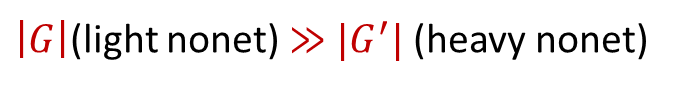 |G|(light nonet) ≫ |G′| (heavy nonet)